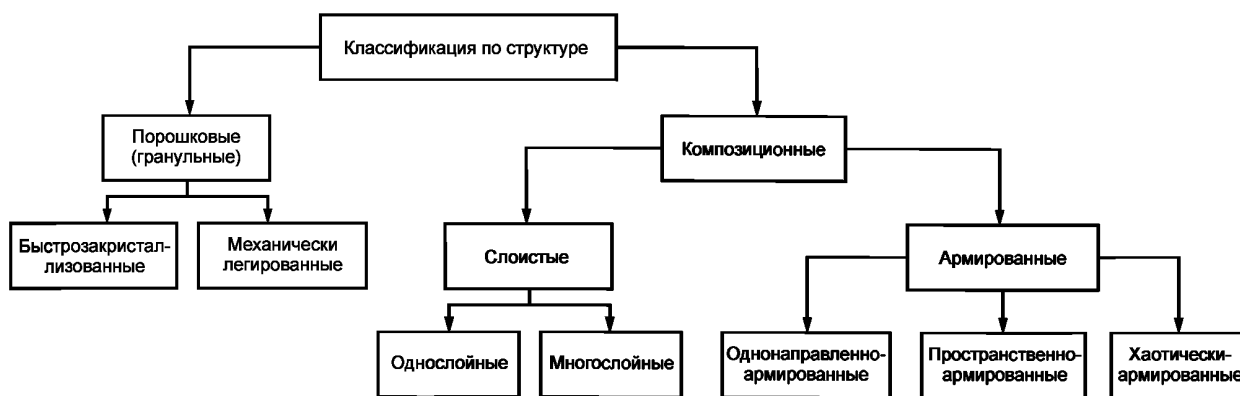 Классификация по структуре
Порошковые
(гранульные)
Композиционные
Быстрозакристал-
лизованные
Механически
легированные
Слоистые
Армированные
Однослойные
Многослойные
Однонаправленно-
армированные
Пространственно-
армированные
Хаотически-
армированные